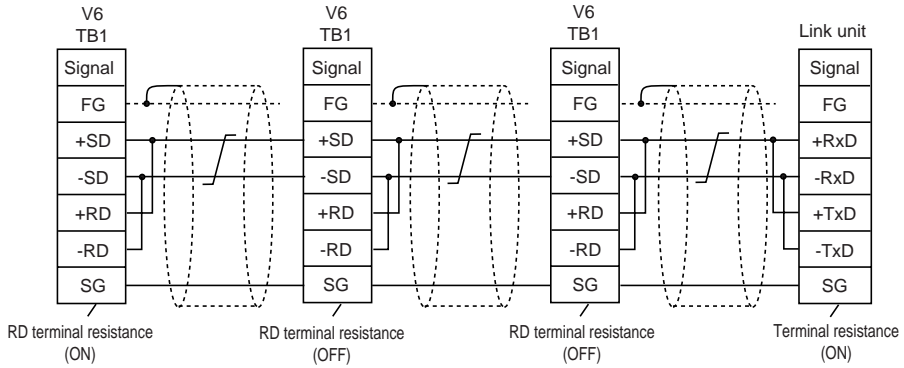 V6
TB1
Signal
FG
+SD
-SD
+RD
-RD
SG
RD terminal resistance
(ON)
V6
TB1
Signal
FG
+SD
-SD
+RD
-RD
SG
RD terminal resistance
(OFF)
V6
TB1
Signal
FG
+SD
-SD
+RD
-RD
SG
RD terminal resistance
(OFF)
Link unit
Signal
FG
+RxD
-RxD
+TxD
-TxD
SG
Terminal resistance
(ON)